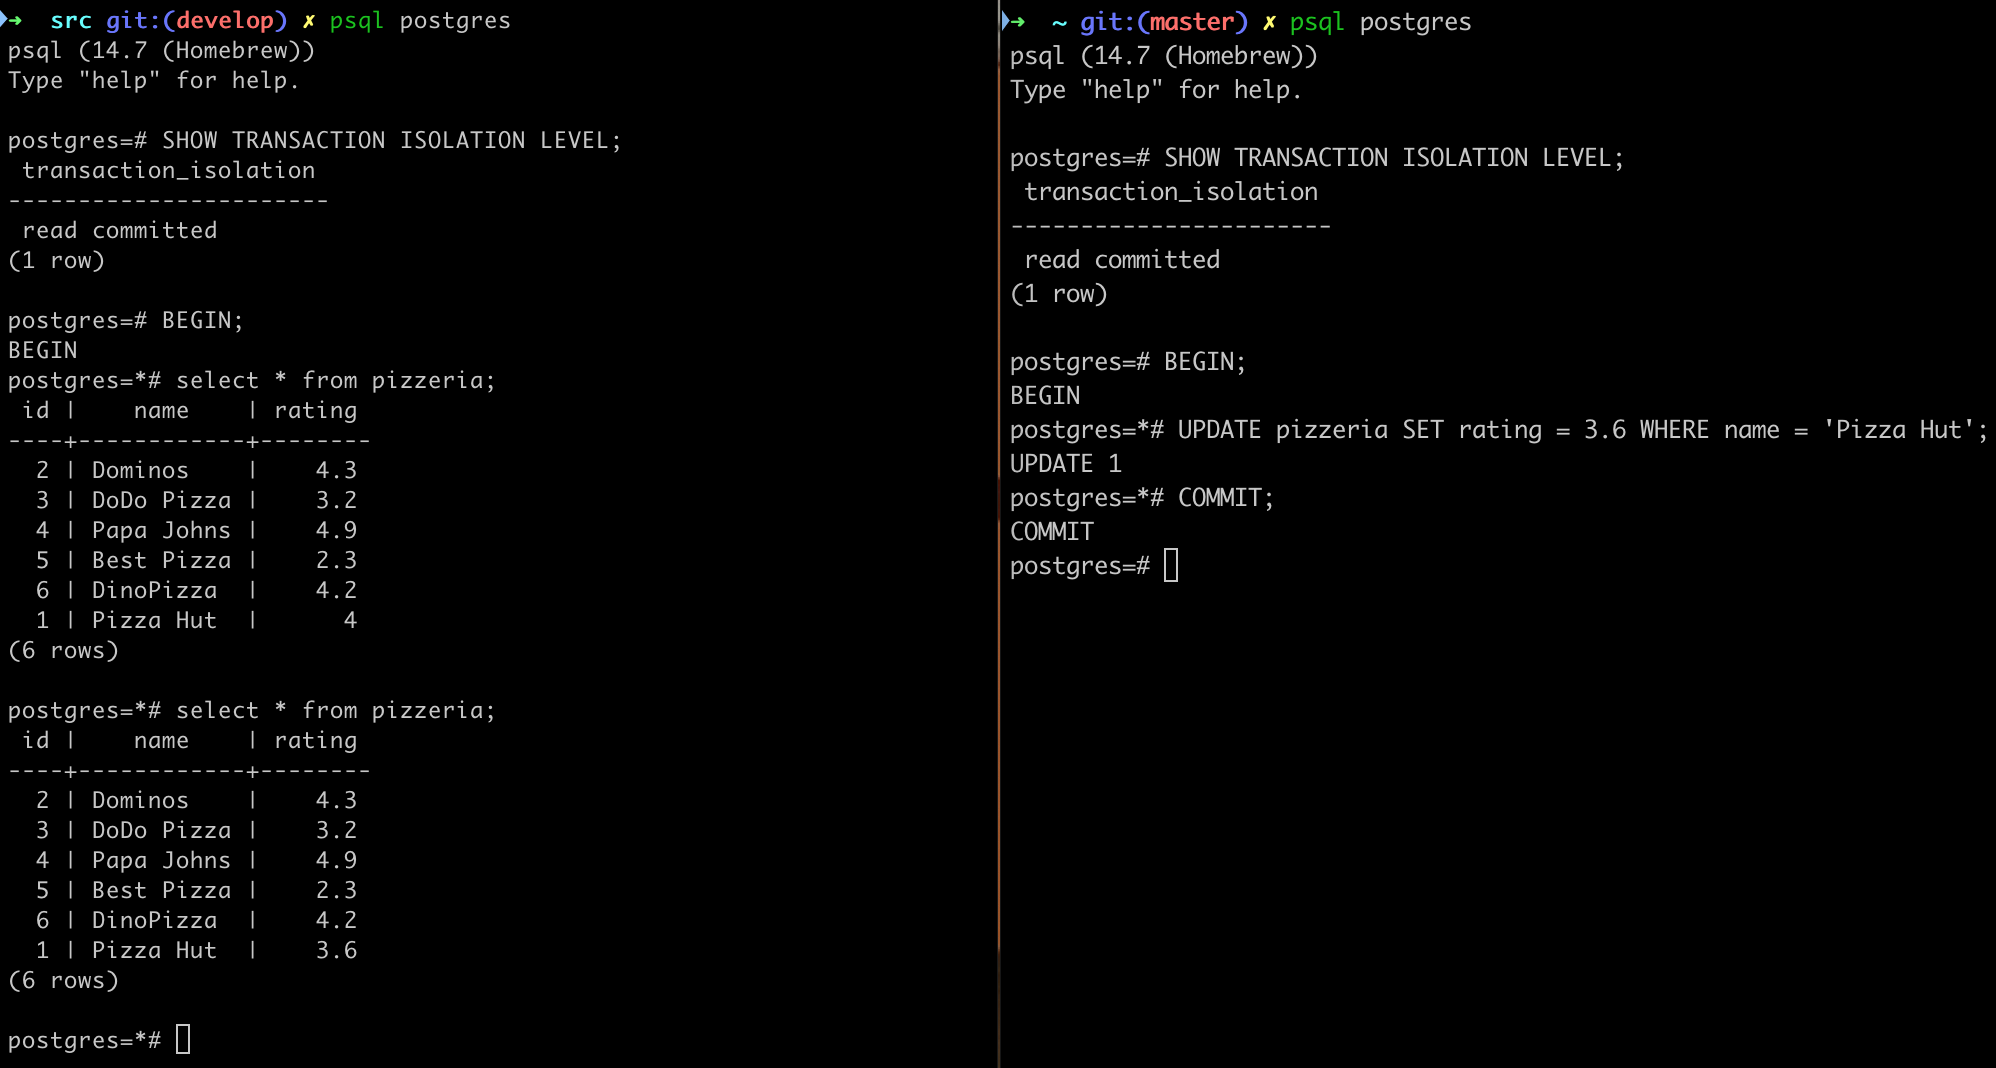 ➜  src git:(develop) ✗ psql postgres
psql (14.7 (Homebrew))
Type "help" for help.

postgres=# SHOW TRANSACTION ISOLATION LEVEL;
 transaction_isolation
-----------------------
 read committed
(1 row)

postgres=# BEGIN;
BEGIN
postgres=*# select * from pizzeria;
 id |    name    | rating
----+------------+--------
  2 | Dominos    |    4.3
  3 | DoDo Pizza |    3.2
  4 | Papa Johns |    4.9
  5 | Best Pizza |    2.3
  6 | DinoPizza  |    4.2
  1 | Pizza Hut  |      4
(6 rows)

postgres=*# select * from pizzeria;
 id |    name    | rating
----+------------+--------
  2 | Dominos    |    4.3
  3 | DoDo Pizza |    3.2
  4 | Papa Johns |    4.9
  5 | Best Pizza |    2.3
  6 | DinoPizza  |    4.2
  1 | Pizza Hut  |    3.6
(6 rows)

postgres=*#
➜  ~ git:(master) ✗ psql postgres
psql (14.7 (Homebrew))
Type "help" for help.

postgres=# SHOW TRANSACTION ISOLATION LEVEL;
 transaction_isolation
-----------------------
 read committed
(1 row)

postgres=# BEGIN;
BEGIN
postgres=*# UPDATE pizzeria SET rating = 3.6 WHERE name = 'Pizza Hut';
UPDATE 1
postgres=*# COMMIT;
COMMIT
postgres=#